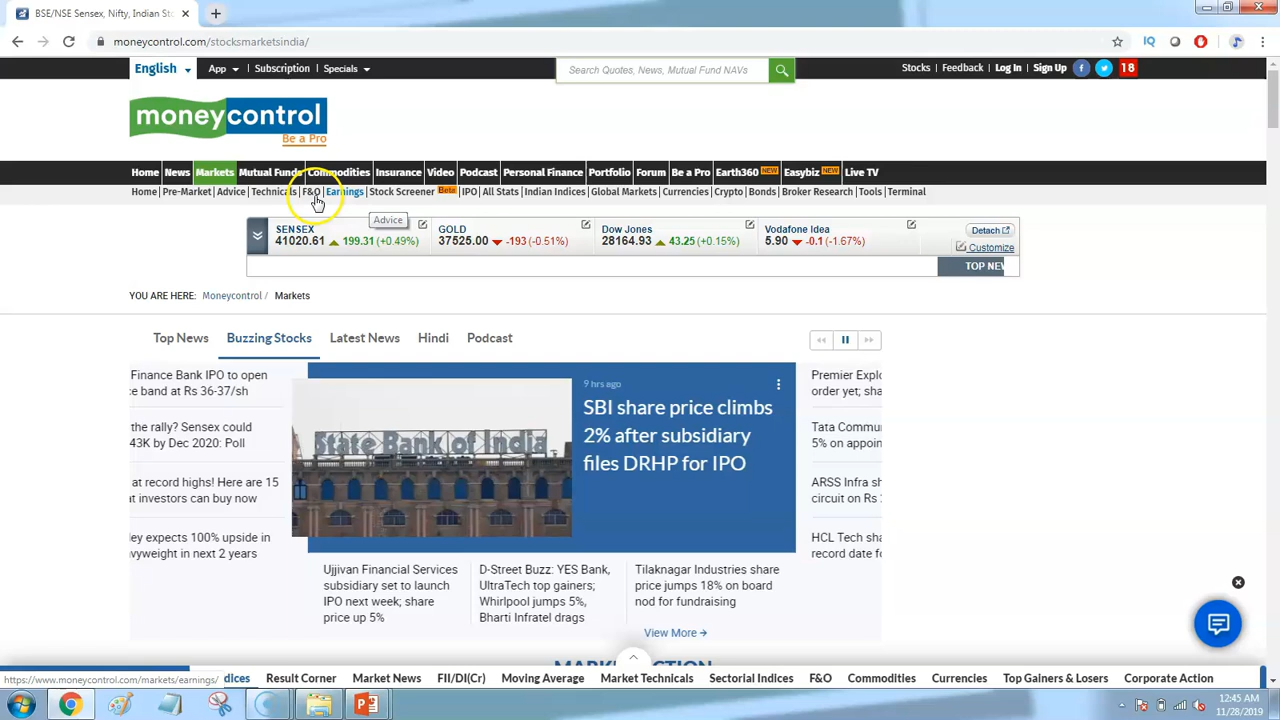 BSE/NSE Sensex, Nifty, Indian Sto
moneycontrol.com/stocksmarketsindia/
English App Subscription Specials Search Quotes, News, Mutual Fund NAVs Stocks Feedback Log In Sign Up 18
moneycontrol
Be a Pro
Home News Markets Mutual Funds Commodities Insurance Video Podcast Personal Finance Portfolio Forum Be a Pro Earth360 NEW Easybiz NEW Live TV
Home Pre-Market Advice Technicals F&O Earnings Stock Screener Beta IPO All Stats Indian Indices Global Markets Currencies Crypto Bonds Broker Research Tools Terminal
Advice
SENSEX GOLD Dow Jones Vodafone Idea Detach
41020.61 199.31 (+0.49%) 37525.00 -193 (-0.51%) 28164.93 43.25 (+0.15%) 5.90 -0.1 (-1.67%) Customize
TOP NEW
YOU ARE HERE: Moneycontrol / Markets
Top News Buzzing Stocks Latest News Hindi Podcast
Finance Bank IPO to open
ce band at Rs 36-37/sh
the rally? Sensex could
43K by Dec 2020: Poll
at record highs! Here are 15
at investors can buy now
ley expects 100% upside in
vyweight in next 2 years
9 hrs ago
SBI share price climbs
2% after subsidiary
files DRHP for IPO
State Bank of India
Premier Explo
order yet; sha
Tata Commu
5% on appoin
ARSS Infra sh
circuit on Rs
HCL Tech sha
record date fo
Ujjivan Financial Services
subsidiary set to launch
IPO next week; share
price up 5%
D-Street Buzz: YES Bank,
UltraTech top gainers;
Whirlpool jumps 5%,
Bharti Infratel drags
Tilaknagar Industries share
price jumps 18% on board
nod for fundraising
View More
MARKET ACTION
https://www.moneycontrol.com/markets/earnings/ dices Result Corner Market News FII/DI(Cr) Moving Average Market Technicals Sectorial Indices F&O Commodities Currencies Top Gainers & Losers Corporate Action
12:45 AM
11/28/2019